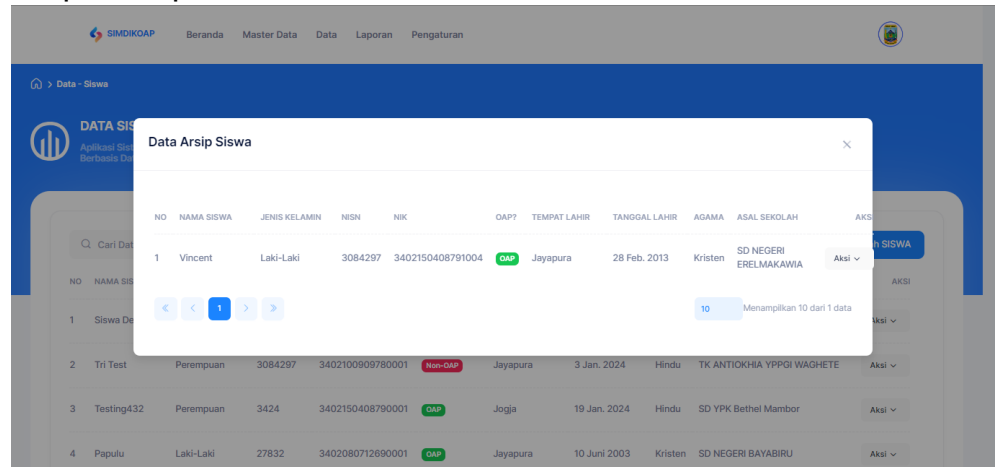 SIMDIKOAP Beranda Master Data Data Laporan Pengaturan
> Data - Siswa
DATA SIS
Aplikasi Sist
Berbasis Da
Data Arsip Siswa
NO NAMA SISWA JENIS KELAMIN NISN NIK OAP? TEMPAT LAHIR TANGGAL LAHIR AGAMA ASAL SEKOLAH AKS
1 Vincent Laki-Laki 3084297 3402150408791004 OAP Jayapura 28 Feb. 2013 Kristen SD NEGERI ERELMAKAWIA Aksi
« < 1 > » 10 Menampilkan 10 dari 1 data
Cari Dat h SISWA
NO NAMA SIS AKSI
1 Siswa De Aksi
2 Tri Test Perempuan 3084297 3402100909780001 Non-OAP Jayapura 3 Jan. 2024 Hindu TK ANTIOKHIA YPPGI WAGHETE Aksi
3 Testing432 Perempuan 3424 3402150408790001 OAP Jogja 19 Jan. 2024 Hindu SD YPK Bethel Mambor Aksi
4 Papulu Laki-Laki 27832 3402080712690001 OAP Jayapura 10 Juni 2003 Kristen SD NEGERI BAYABIRU Aksi